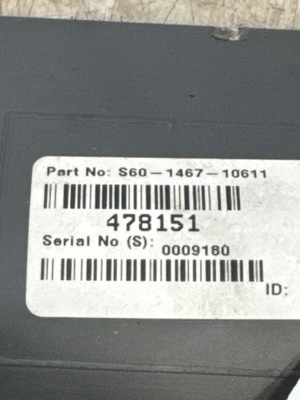 Part No: S60-1467-10611
478151
Serial No (S): 0009180
ID: